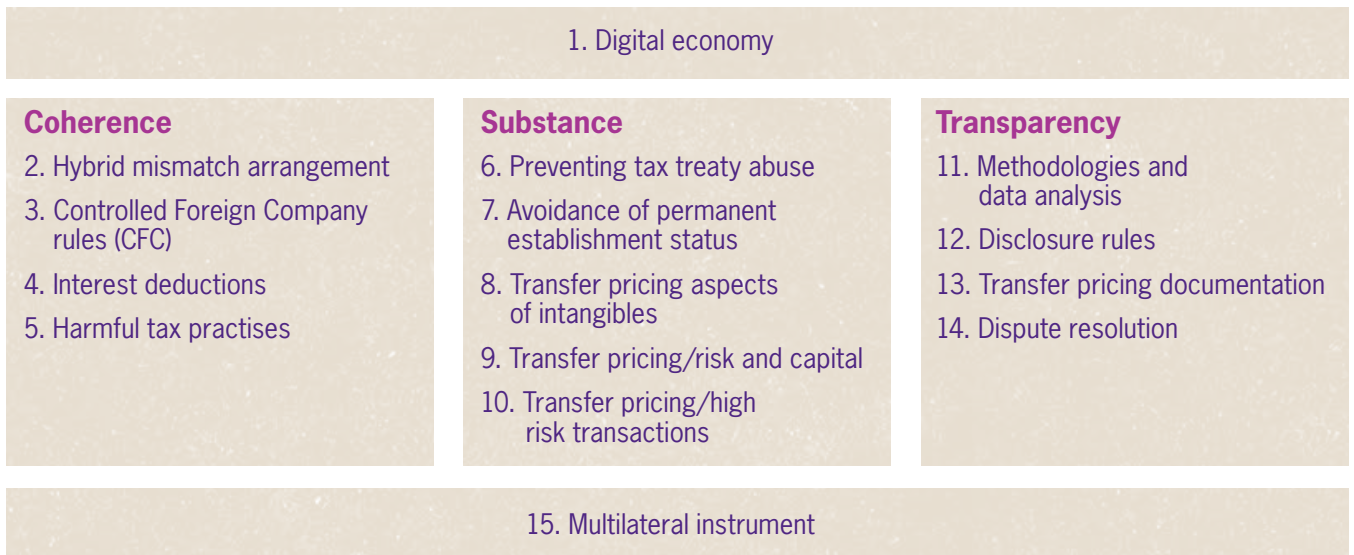 1. Digital economy
Coherence
2. Hybrid mismatch arrangement
3. Controlled Foreign Company
rules (CFC)
4. Interest deductions
5. Harmful tax practises
Substance
6. Preventing tax treaty abuse
7. Avoidance of permanent
establishment status
8. Transfer pricing aspects
of intangibles
9. Transfer pricing/risk and capital
10. Transfer pricing/high
risk transactions
Transparency
11. Methodologies and
data analysis
12. Disclosure rules
13. Transfer pricing documentation
14. Dispute resolution
15. Multilateral instrument